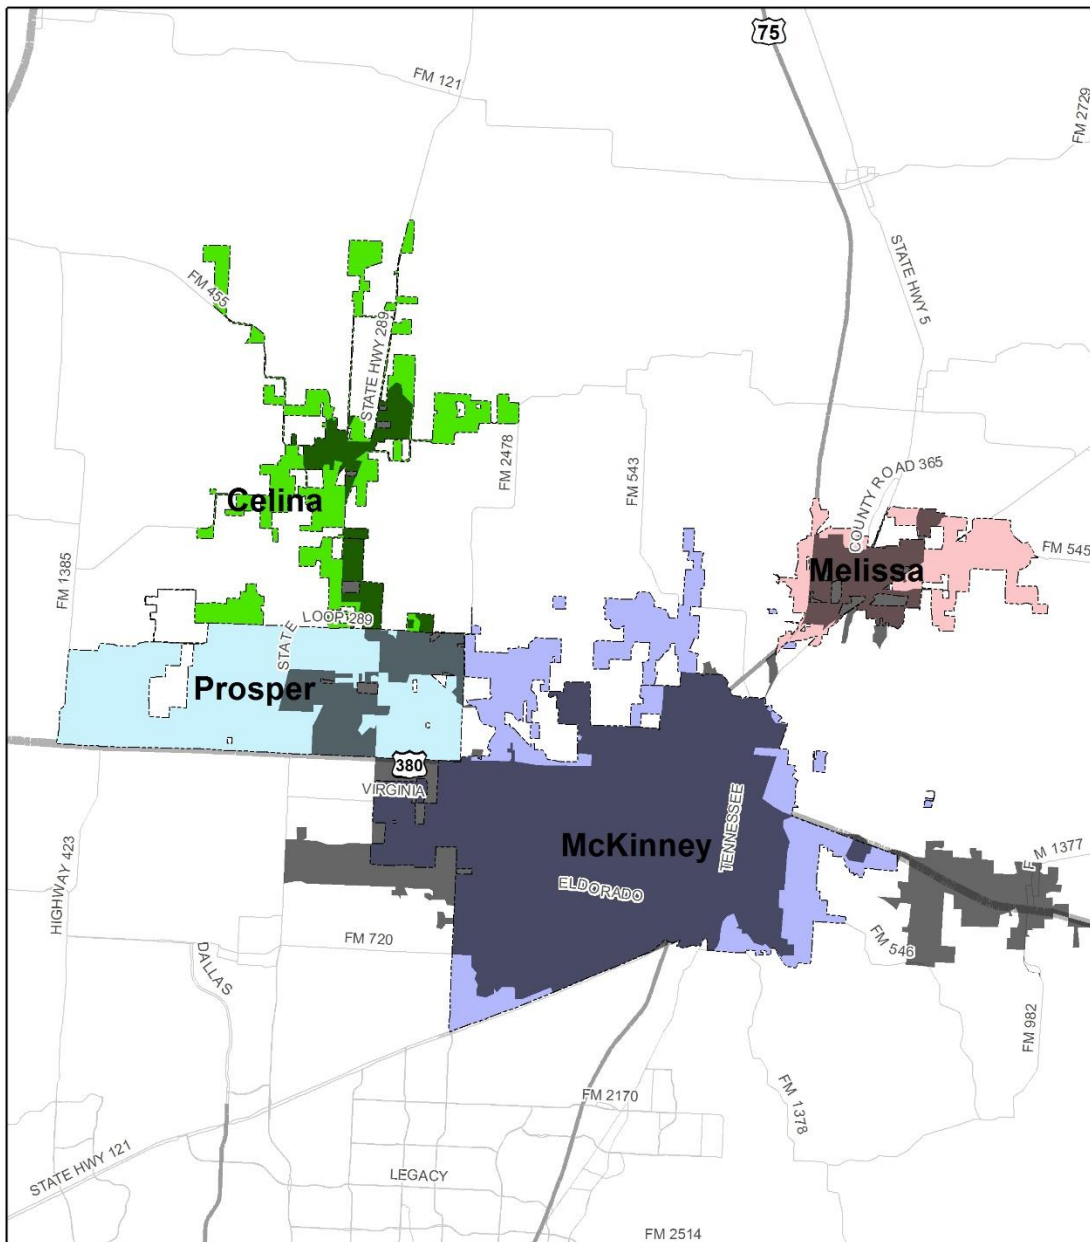 75
FM 121
FM 2729
STATE HWY 5
FM 455
STATE HWY 289
FM 2478
FM 543
COUNTY ROAD 365
Celina
FM 545
Melissa
FM 1385
LOOP 289
STATE
Prosper
380
VIRGINIA
TENNESSEE
McKinney
HIGHWAY 423
M 1377
F
ELDORADO
FM 720
FM 546
DALLAS
FM 982
FM 2170
FM 1378
STATE HWY 121
LEGACY
FM 2514